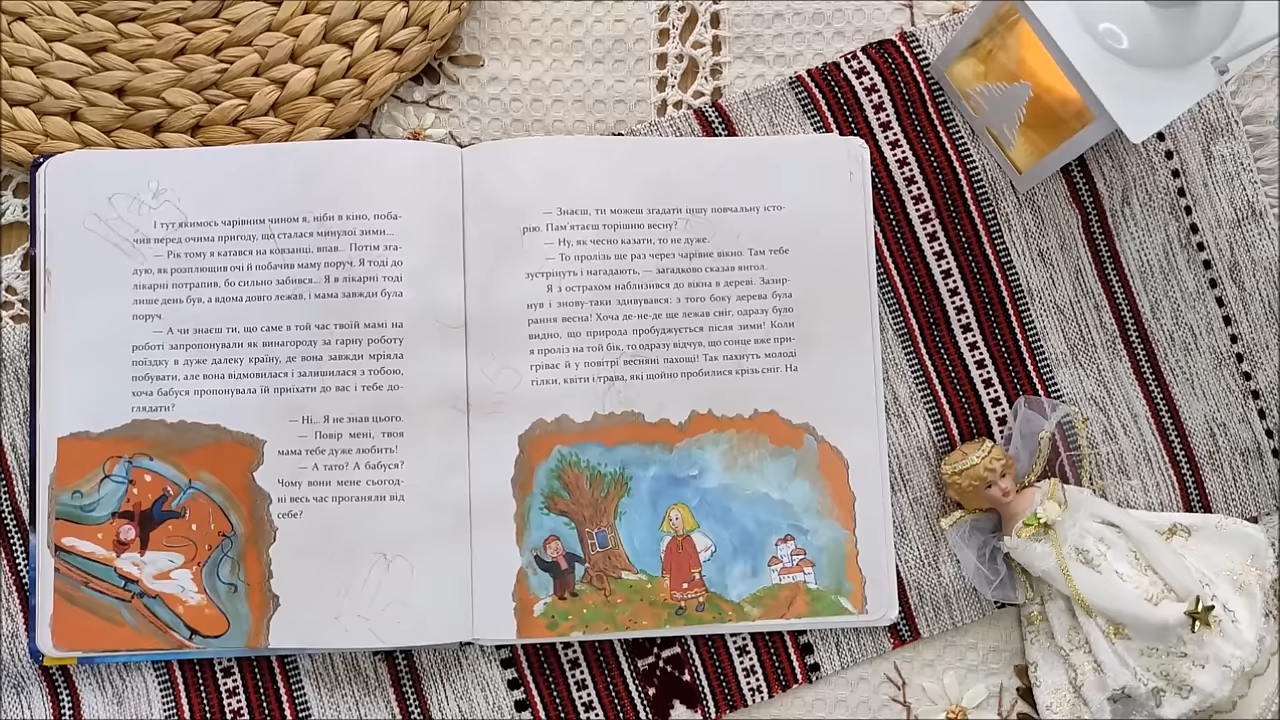 І тут якимось чарівним чином я, ніби в кіно, поба-
чив перед очима пригоду, що сталася минулої зими...
— Рік тому я катався на ковзанці, впав... Потім зга-
дую, як розплющив очі й побачив маму поруч. Я тоді до
лікарні потрапив, бо сильно забився... Я в лікарні тоді
лише день був, а вдома довго лежав, і мама завжди була
поруч.
— А чи знаєш ти, що саме в той час твоїй мамі на
роботі запропонували як винагороду за гарну роботу
поїздку в дуже далеку країну, де вона завжди мріяла
побувати, але вона відмовилася і залишилася з тобою,
хоча бабуся пропонувала їй приїхати до вас і тебе до-
глядати?
— Ні... Я не знав цього.
— Повір мені, твоя
мама тебе дуже любить!
— А тато? А бабуся?
Чому вони мене сьогод-
ні весь час проганяли від
себе?
— Знаєш, ти можеш згадати іншу повчальну істо-
рію. Пам'ятаєш торішню весну?
— Ну, як чесно казати, то не дуже.
— То пролізь ще раз через чарівне вікно. Там тебе
зустрінуть і нагадають, — загадково сказав янгол.
Я з острахом наблизився до вікна в дереві. Зазир-
нув і знову-таки здивувався: з того боку дерева була
рання весна! Хоча де-не-де ще лежав сніг, одразу було
видно, що природа пробуджується після зими! Коли
я проліз на той бік, то одразу відчув, що сонце вже при-
гріває й у повітрі весняні пахощі! Так пахнуть молоді
гілки, квіти і трава, які щойно пробилися крізь сніг. На